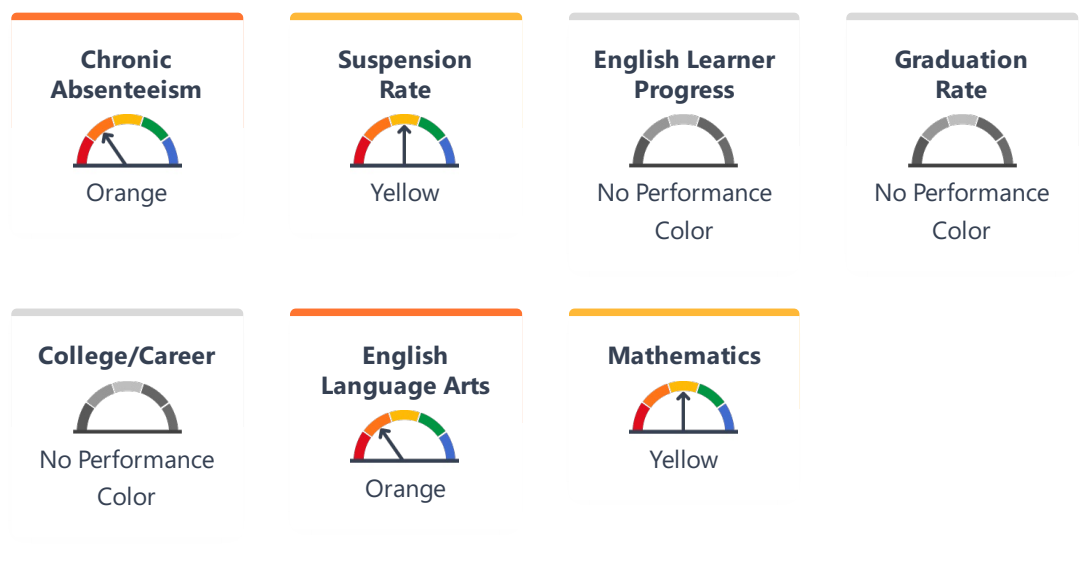 Chronic
Absenteeism
Orange
Suspension
Rate
Yellow
English Learner
Progress
No Performance
Color
Graduation
Rate
No Performance
Color
College/Career
No Performance
Color
English
Language Arts
Orange
Mathematics
Yellow